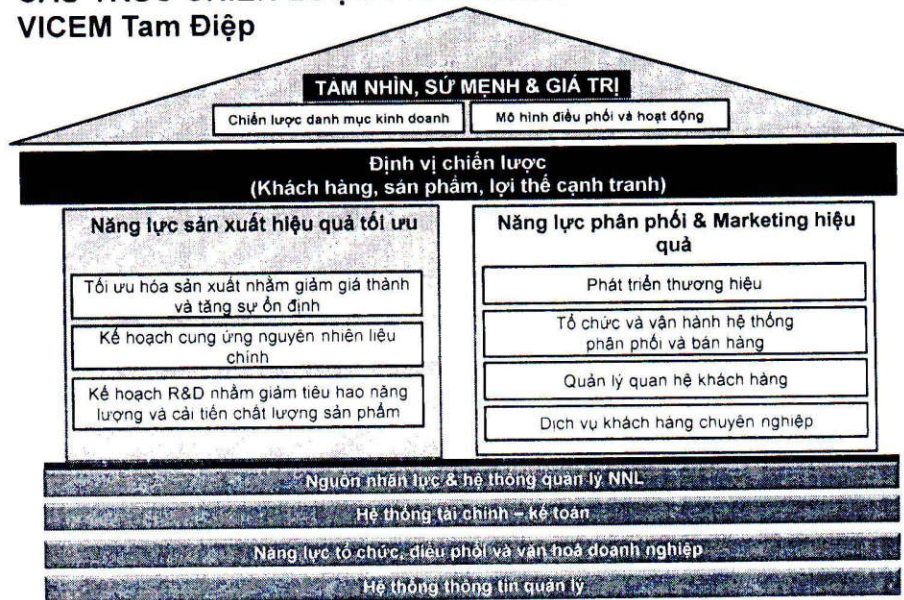 VICEM Tam Điệp
TẦM NHÌN, SỨ MỆNH & GIÁ TRỊ
Chiến lược danh mục kinh doanh
Mô hình điều phối và hoạt động
Định vị chiến lược
(Khách hàng, sản phẩm, lợi thế cạnh tranh)
Năng lực sản xuất hiệu quả tối ưu
Tối ưu hóa sản xuất nhằm giảm giá thành
và tăng sự ổn định
Kế hoạch cung ứng nguyên nhiên liệu
chính
Kế hoạch R&D nhằm giảm tiêu hao năng
lượng và cải tiến chất lượng sản phẩm
Năng lực phân phối & Marketing hiệu
quả
Phát triển thương hiệu
Tổ chức và vận hành hệ thống
phân phối và bán hàng
Quản lý quan hệ khách hàng
Dịch vụ khách hàng chuyên nghiệp
Nguồn nhân lực & hệ thống quản lý NNL
Hệ thống tài chính – kế toán
Năng lực tổ chức, điều phối và văn hoá doanh nghiệp
Hệ thống thông tin quản lý